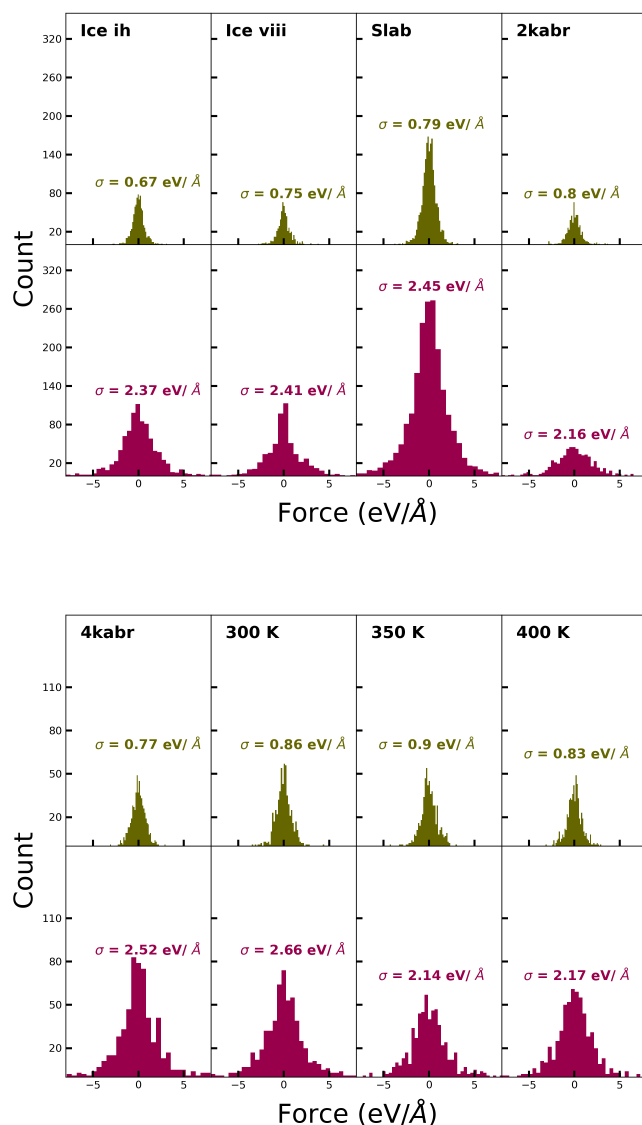 Ice ih Ice viii Slab 2kabr
360
320
260
200
140
80
20
σ = 0.67 eV/ Å
σ = 0.75 eV/ Å
σ = 0.79 eV/ Å
σ = 0.8 eV/ Å
Count
320
260
200
140
80
20
σ = 2.37 eV/ Å
σ = 2.41 eV/ Å
σ = 2.45 eV/ Å
σ = 2.16 eV/ Å
−5 0 5 −5 0 5 −5 0 5 −5 0 5
Force (eV/Å)
4kabr 300 K 350 K 400 K
110
80
50
20
σ = 0.77 eV/ Å
σ = 0.86 eV/ Å
σ = 0.9 eV/ Å
σ = 0.83 eV/ Å
Count
110
80
50
20
σ = 2.52 eV/ Å
σ = 2.66 eV/ Å
σ = 2.14 eV/ Å
σ = 2.17 eV/ Å
−5 0 5 −5 0 5 −5 0 5 −5 0 5
Force (eV/Å)